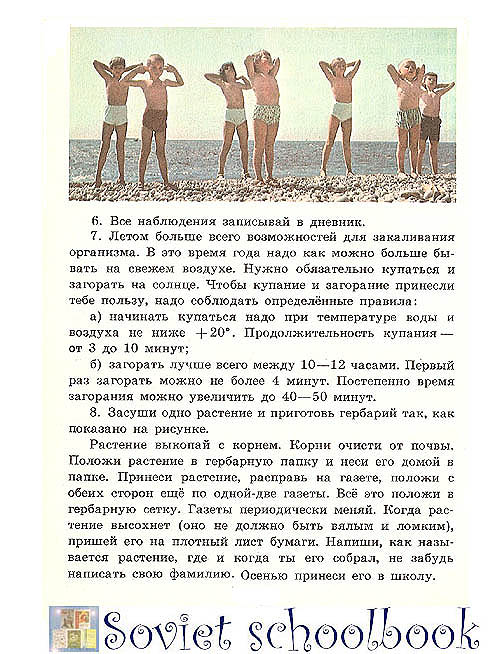 6. Все наблюдения записывай в дневник.
7. Летом больше всего возможностей для закаливания
организма. В это время года надо как можно больше бы-
вать на свежем воздухе. Нужно обязательно купаться и
загорать на солнце. Чтобы купание и загорание принесли
тебе пользу, надо соблюдать определённые правила:
а) начинать купаться надо при температуре воды и
воздуха не ниже +20°. Продолжительность купания —
от 3 до 10 минут;
б) загорать лучше всего между 10—12 часами. Первый
раз загорать можно не более 4 минут. Постепенно время
загорания можно увеличить до 40—50 минут.
8. Засуши одно растение и приготовь гербарий так, как
показано на рисунке.
Растение выкопай с корнем. Корни очисти от почвы.
Положи растение в гербарную папку и неси его домой в
папке. Принеси растение, расправь на газете, положи с
обеих сторон ещё по одной-две газеты. Всё это положи в
гербарную сетку. Газеты периодически меняй. Когда рас-
тение высохнет (оно не должно быть вялым и ломким),
пришей его на плотный лист бумаги. Напиши, как назы-
вается растение, где и когда ты его собрал, не забудь
написать свою фамилию. Осенью принеси его в школу.
Soviet schoolbook